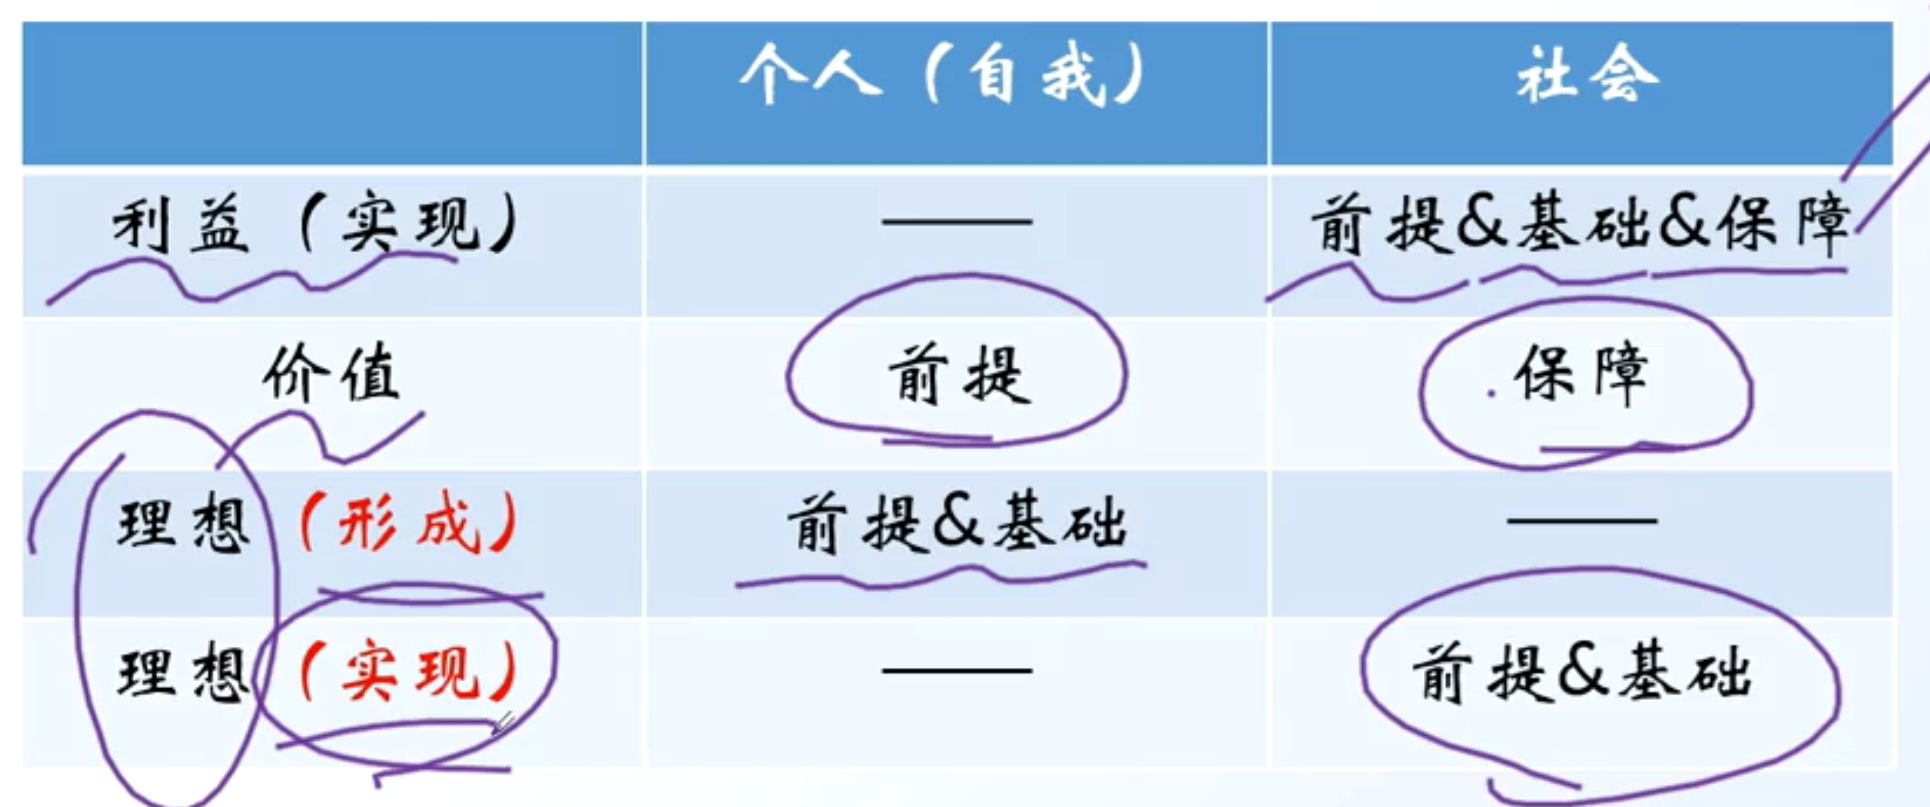 个人（自我） 社会
利益（实现） —— 前提&基础&保障
价值 前提 保障
理想（形成） 前提&基础 ——
理想（实现） —— 前提&基础